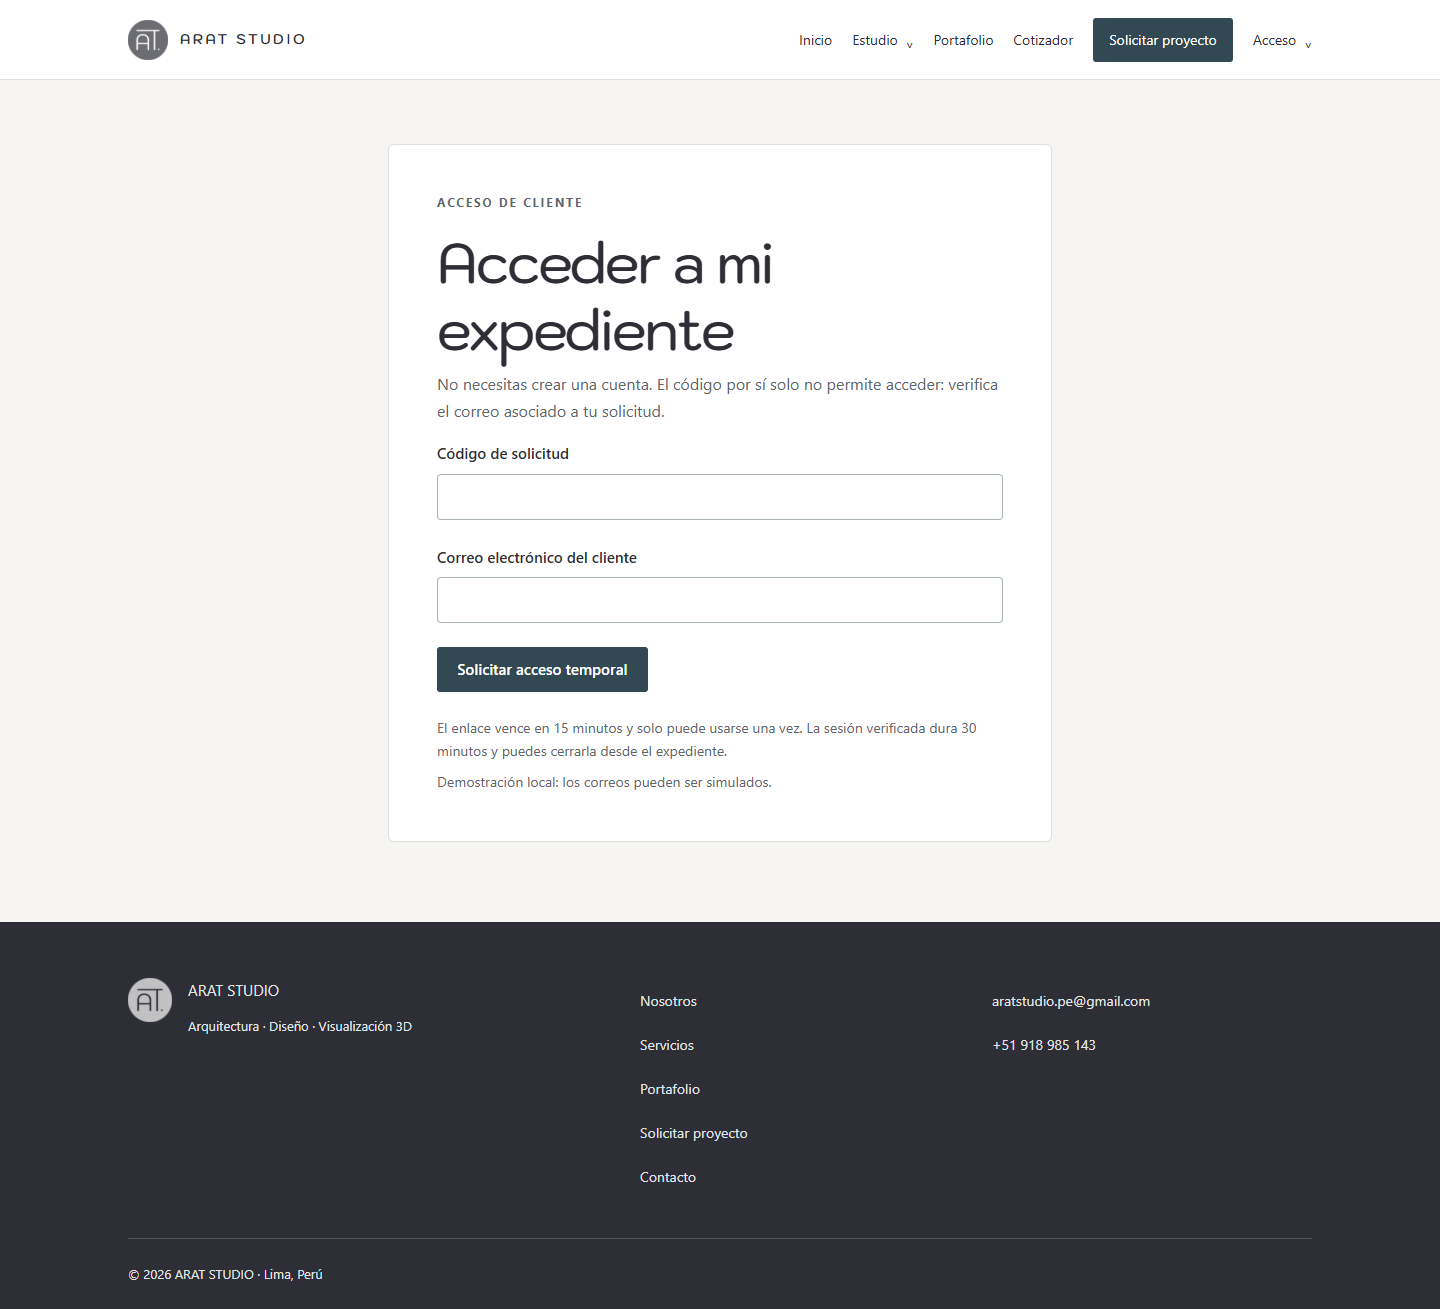 AT.
ARAT STUDIO
Inicio
Estudio
Portafolio
Cotizador
Solicitar proyecto
Acceso
ACCESO DE CLIENTE
Acceder a mi
expediente
No necesitas crear una cuenta. El código por sí solo no permite acceder: verifica
el correo asociado a tu solicitud.
Código de solicitud
Correo electrónico del cliente
Solicitar acceso temporal
El enlace vence en 15 minutos y solo puede usarse una vez. La sesión verificada dura 30
minutos y puedes cerrarla desde el expediente.
Demostración local: los correos pueden ser simulados.
AT.
ARAT STUDIO
Arquitectura · Diseño · Visualización 3D
Nosotros
Servicios
Portafolio
Solicitar proyecto
Contacto
aratstudio.pe@gmail.com
+51 918 985 143
© 2026 ARAT STUDIO · Lima, Perú